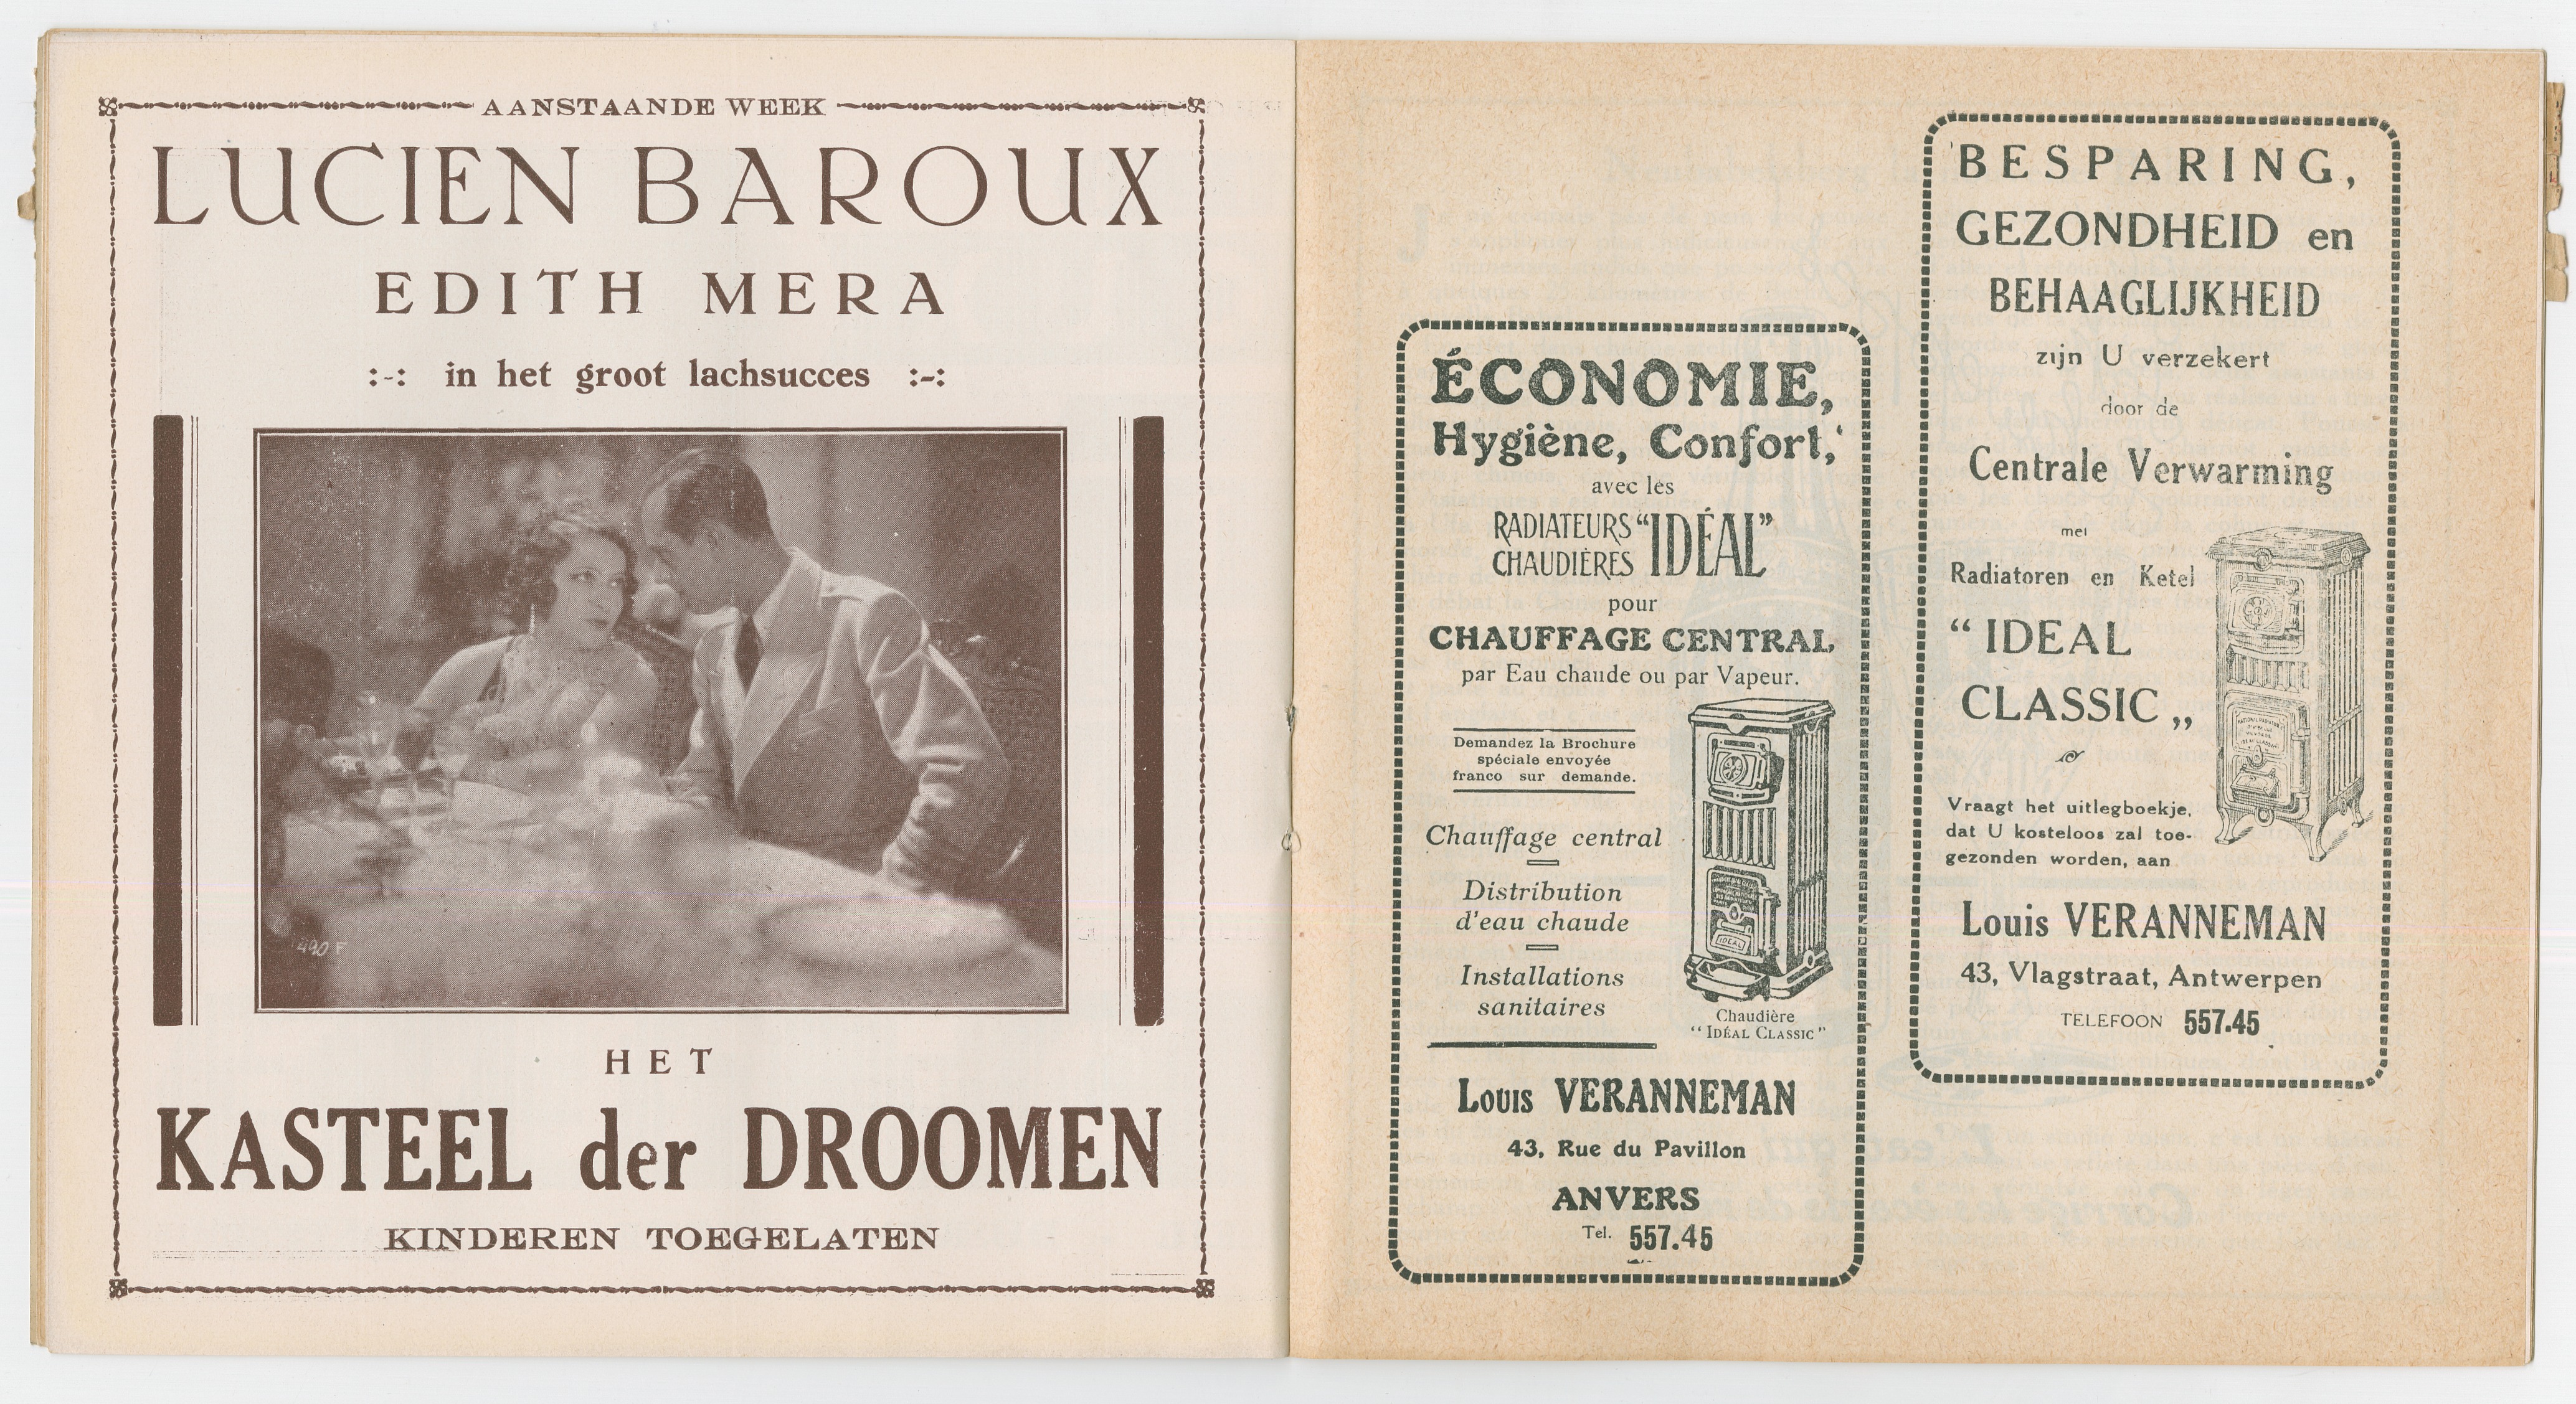 AANSTAANDE WEEK
LUCIEN BAROUX
EDITH MERA
:-: in het groot lachsucces :-:
490 F
HET
KASTEEL der DROOMEN
KINDEREN TOEGELATEN
ÉCONOMIE,
Hygiène, Confort,
avec les
RADIATEURS
CHAUDIÈRES
"IDÉAL"
pour
CHAUFFAGE CENTRAL
par Eau chaude ou par Vapeur.
Demandez la Brochure
spéciale envoyée
franco sur demande.
Chauffage central
Distribution
d'eau chaude
Installations
sanitaires
IDEAL
Chaudière
"IDÉAL CLASSIC"
Louis VERANNEMAN
43, Rue du Pavillon
ANVERS
Tel. 557.45
BESPARING,
GEZONDHEID en
BEHAAGLIJKHEID
zijn U verzekert
door de
Centrale Verwarming
met
Radiatoren en Ketel
“IDEAL
CLASSIC„
Vraagt het uitlegboekje,
dat U kosteloos zal toe-
gezonden worden, aan
Louis VERANNEMAN
43, Vlagstraat, Antwerpen
TELEFOON 557.45